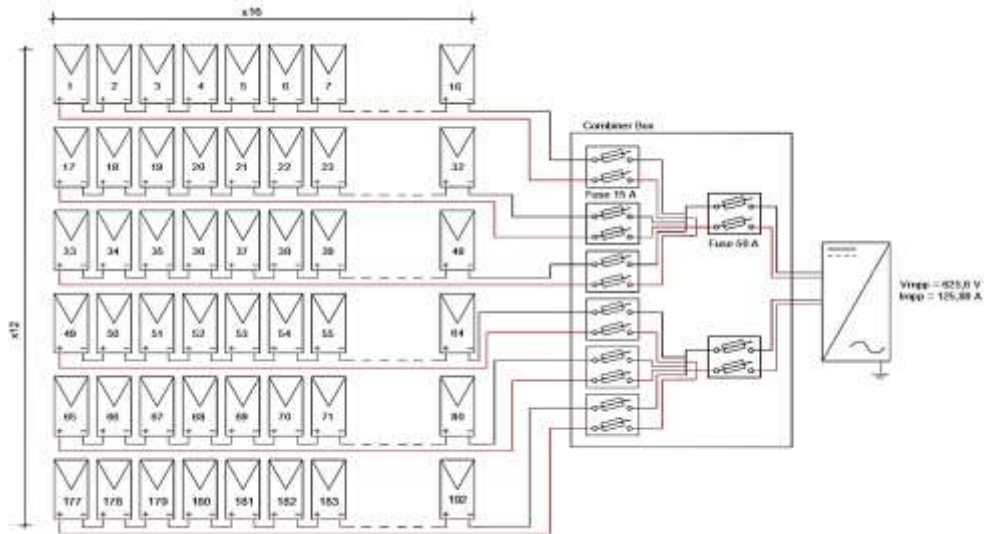 x16
1 2 3 4 5 6 7 16
Combiner Box
17 18 19 20 21 22 23 32
Fuse 15 A
33 34 35 36 37 38 39 48
Fuse 50 A
Vmpp = 625,6 V
Impp = 125,88 A
x12
49 50 51 52 53 54 55 64
65 66 67 68 69 70 71 80
177 178 179 180 181 182 183 192